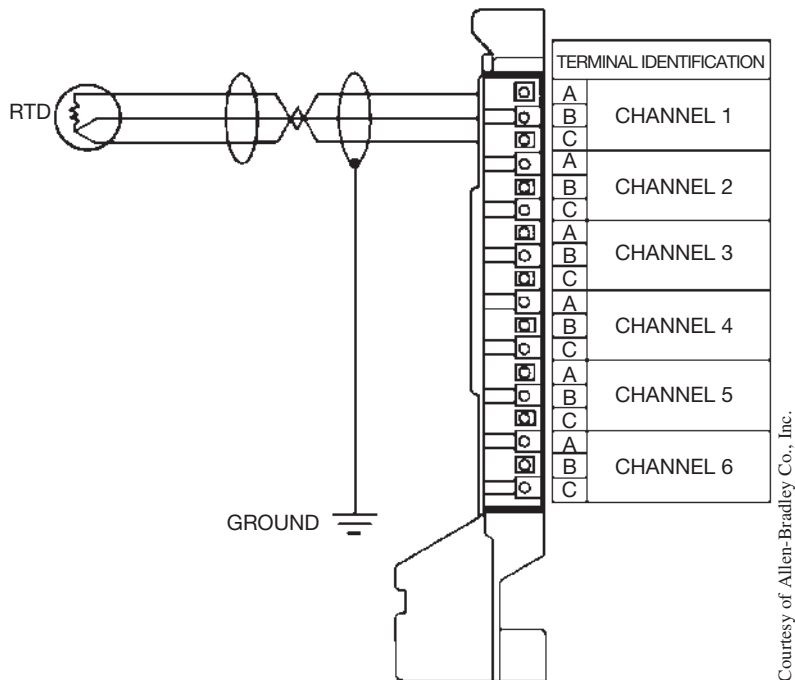 TERMINAL IDENTIFICATION
RTD
A
B
C
CHANNEL 1
A
B
C
CHANNEL 2
A
B
C
CHANNEL 3
A
B
C
CHANNEL 4
A
B
C
CHANNEL 5
A
B
C
CHANNEL 6
GROUND
Courtesy of Allen-Bradley Co., Inc.